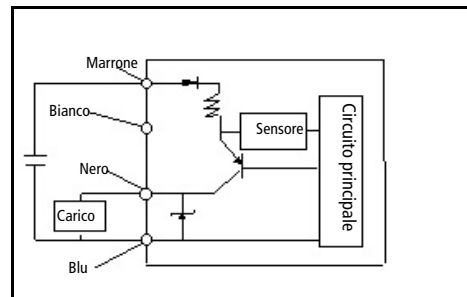 Marrone
Bianco
Sensore
Circuito principale
Nero
Carico
Blu